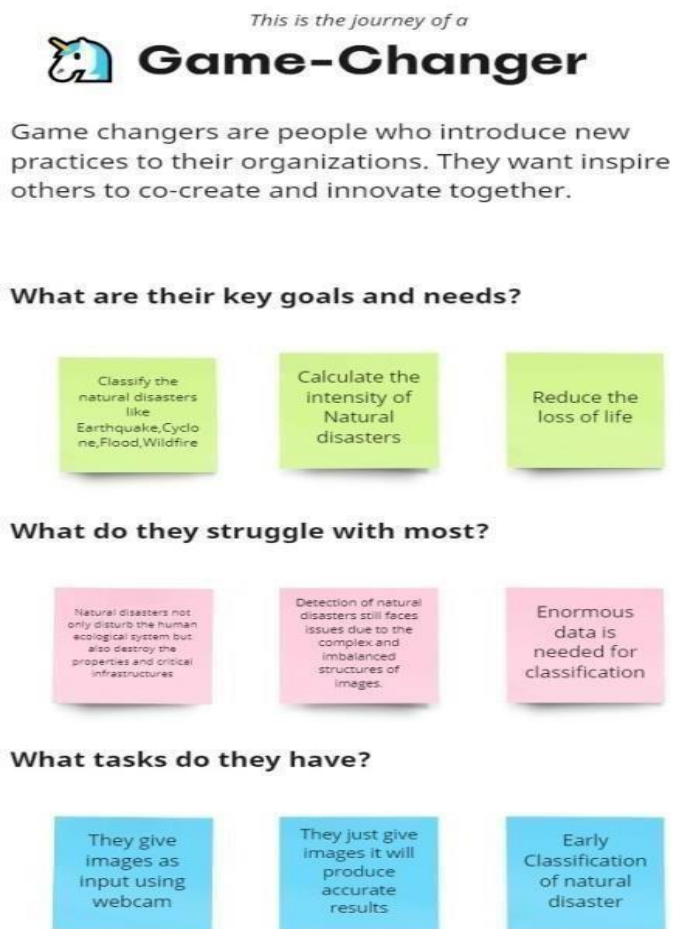 This is the journey of a
Game-Changer
Game changers are people who introduce new
practices to their organizations. They want inspire
others to co-create and innovate together.
What are their key goals and needs?
Classify the
natural disasters
like
Earthquake,Cyclo
ne,Flood,Wildfire
Calculate the
intensity of
Natural
disasters
Reduce the
loss of life
What do they struggle with most?
Natural disasters not
only disturb the human
ecological system but
also destroy the
properties and critical
infrastructures
Detection of natural
disasters still faces
issues due to the
complex and
imbalanced
structures of
images.
Enormous
data is
needed for
classification
What tasks do they have?
They give
images as
input using
webcam
They just give
images it will
produce
accurate
results
Early
Classification
of natural
disaster